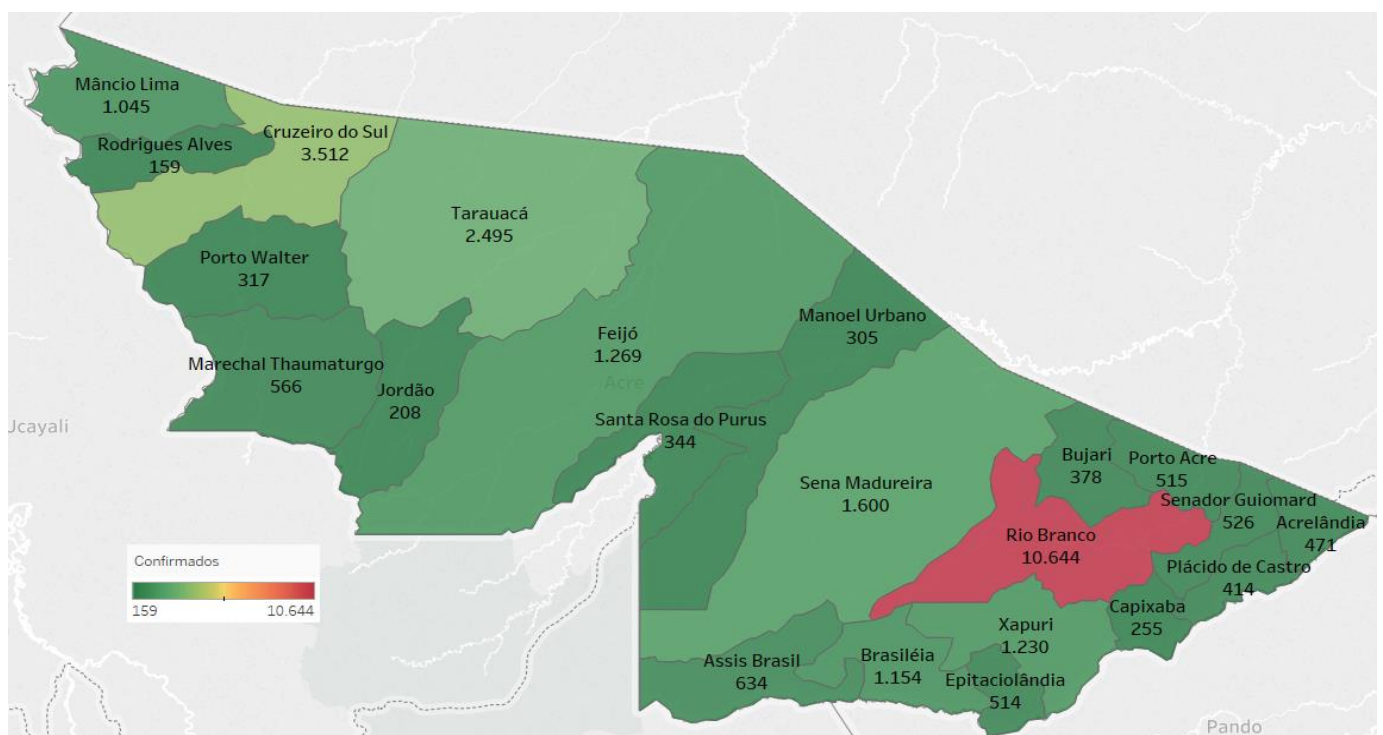 Mâncio Lima
1.045
Rodrigues Alves
159
Cruzeiro do Sul
3.512
Tarauacá
2.495
Porto Walter
317
Marechal Thaumaturgo
566
Jordão
208
Feijó
1.269
Acre
Manoel Urbano
305
Santa Rosa do Purus
344
Ucayali
Sena Madureira
1.600
Bujari
378
Porto Acre
515
Senador Guiomard
526
Acrelândia
471
Rio Branco
10.644
Plácido de Castro
414
Capixaba
255
Xapuri
1.230
Assis Brasil
634
Brasiléia
1.154
Epitaciolândia
514
Confirmados
159
10.644
Pando